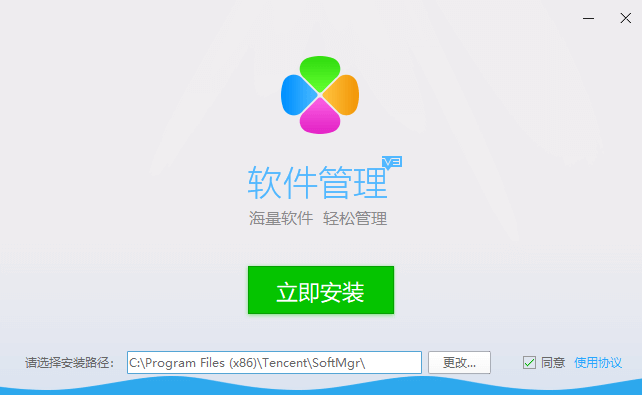 软件管理 V3
海量软件 轻松管理
立即安装
请选择安装路径: C:\Program Files (x86)\Tencent\SoftMgr\ 更改... 同意 使用协议